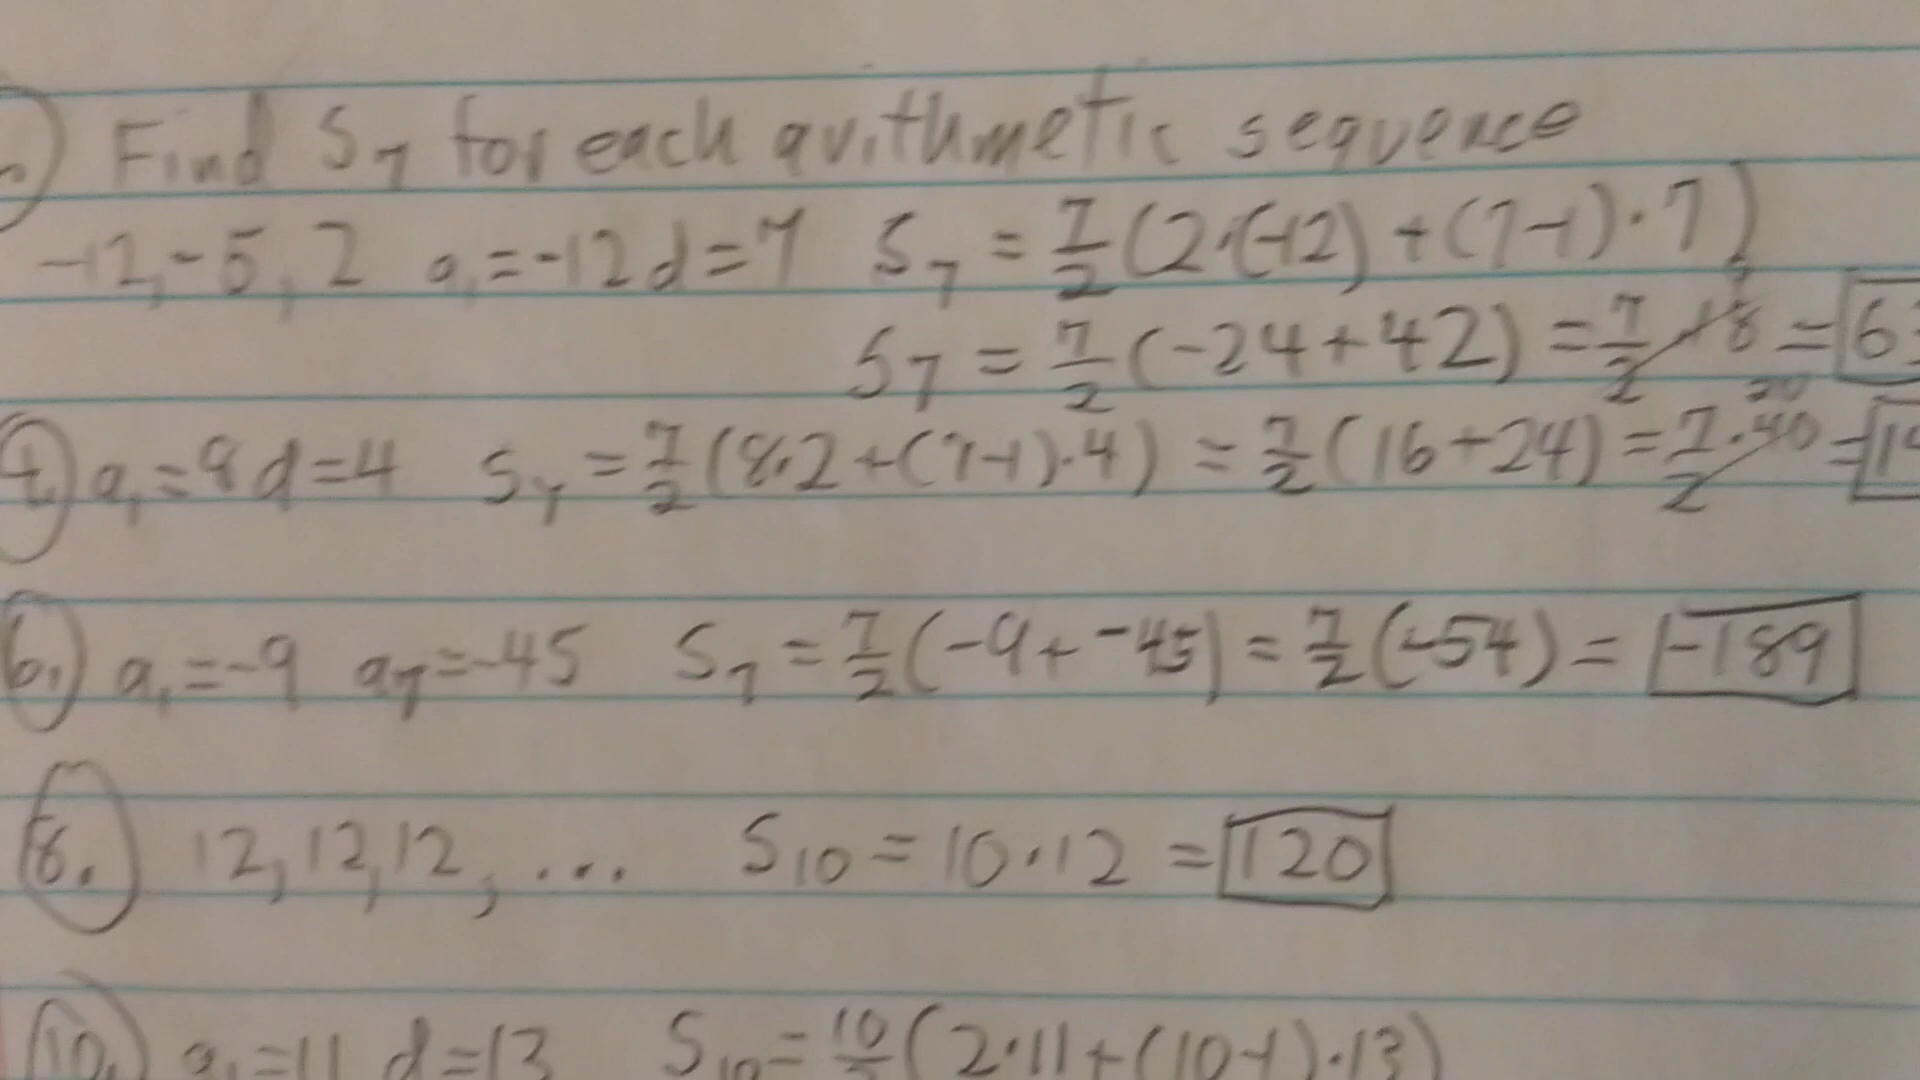 Find S7 for each arithmetic sequence
-12, -5, 2 a1 = -12 d = 7 S7 = 7/2 (2·(-12) + (7-1)·7)
S7 = 7/2 (-24 + 42) = 7/2 18 = 63
4. a1 = 8 d = 4 S7 = 7/2 (8·2 + (7-1)·4) = 7/2 (16 + 24) = 7/2 · 40 = 14
6. a1 = -9 a7 = -45 S7 = 7/2 (-9 + -45) = 7/2 (-54) = -189
8. 12, 12, 12, ... S10 = 10·12 = 120
10. a1 = 11 d = 13 S10 = 10/2 (2·11 + (10-1)·13)